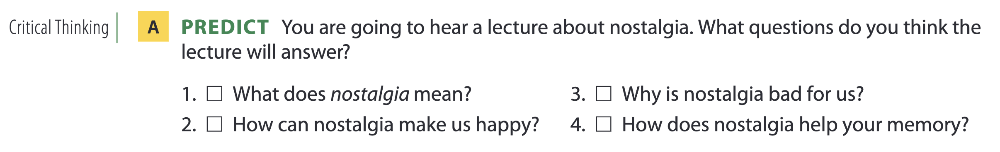 Critical Thinking
A PREDICT You are going to hear a lecture about nostalgia. What questions do you think the
lecture will answer?
1. ☐ What does nostalgia mean?
2. ☐ How can nostalgia make us happy?
3. ☐ Why is nostalgia bad for us?
4. ☐ How does nostalgia help your memory?